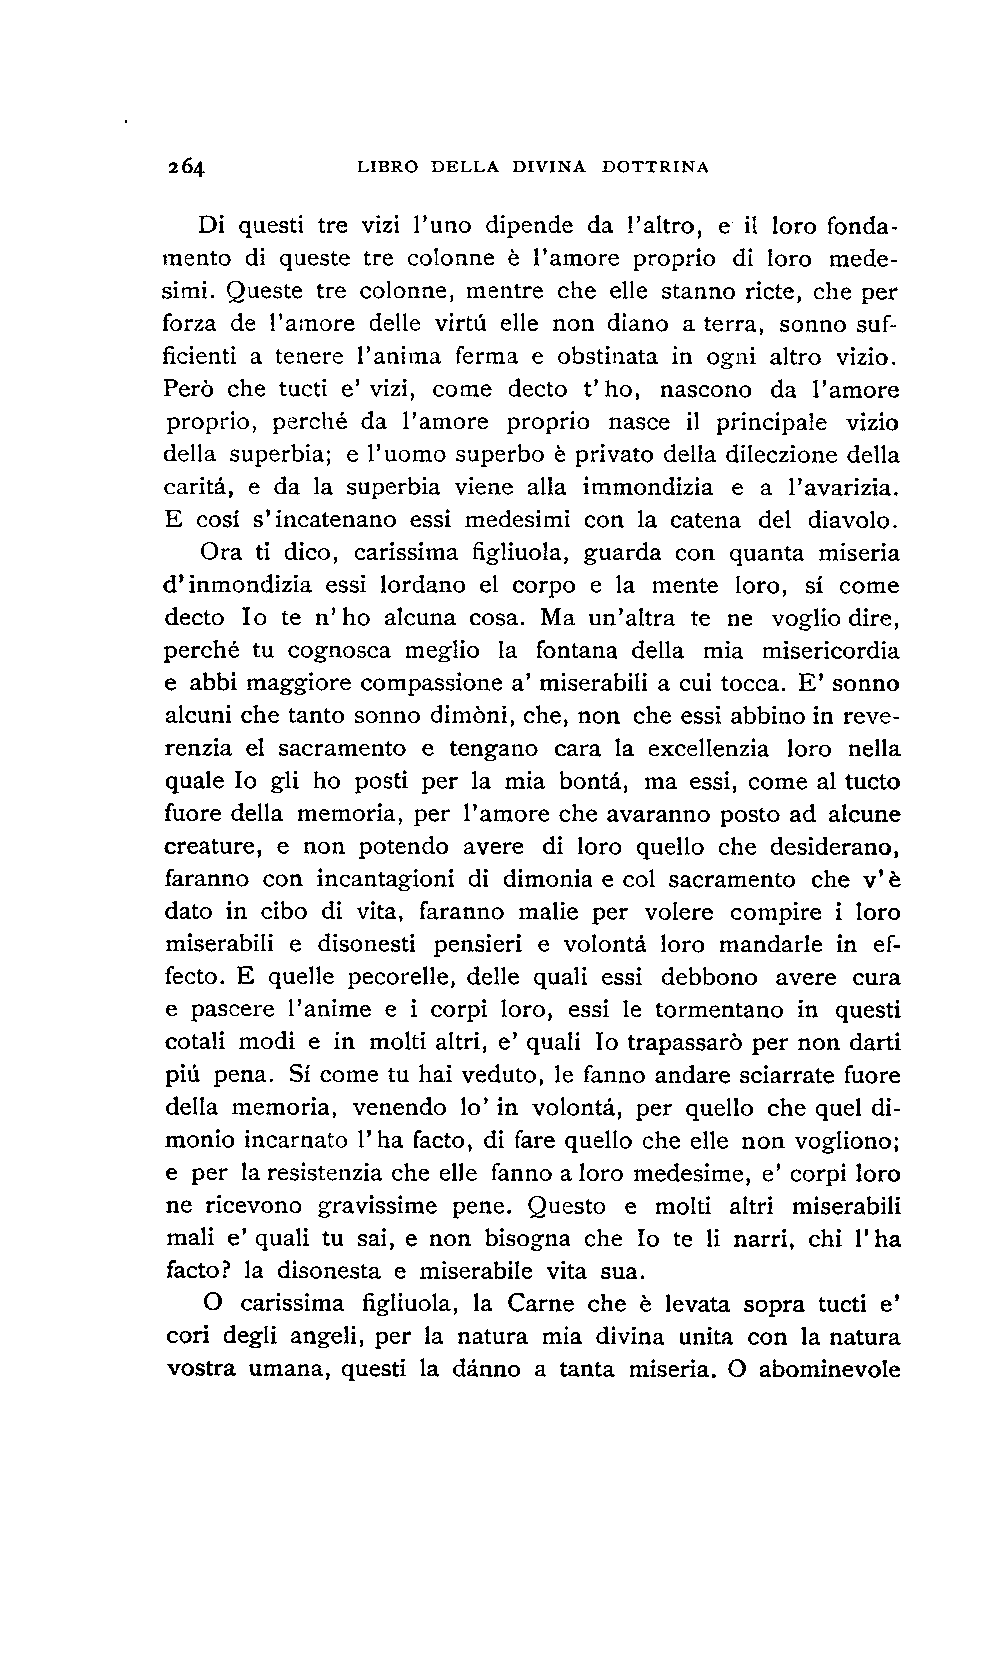 264 LIBRO DELLA DIVINA DOTTRINA
Di questi tre vizi l'uno dipende da l'altro, e il loro fonda-
mento di queste tre colonne è l'amore proprio di loro mede-
simi. Queste tre colonne, mentre che elle stanno ricte, che per
forza de l'amore delle virtú elle non diano a terra, sonno suf-
ficienti a tenere l'anima ferma e obstinata in ogni altro vizio.
Però che tucti e' vizi, come decto t'ho, nascono da l'amore
proprio, perché da l'amore proprio nasce il principale vizio
della superbia; e l'uomo superbo è privato della dileczione della
caritá, e da la superbia viene alla immondizia e a l'avarizia.
E cosí s'incatenano essi medesimi con la catena del diavolo.
Ora ti dico, carissima figliuola, guarda con quanta miseria
d'inmondizia essi lordano el corpo e la mente loro, sí come
decto Io te n'ho alcuna cosa. Ma un'altra te ne voglio dire,
perché tu cognosca meglio la fontana della mia misericordia
e abbi maggiore compassione a' miserabili a cui tocca. E' sonno
alcuni che tanto sonno dimòni, che, non che essi abbino in reve-
renzia el sacramento e tengano cara la excellenzia loro nella
quale Io gli ho posti per la mia bontá, ma essi, come al tucto
fuore della memoria, per l'amore che avaranno posto ad alcune
creature, e non potendo avere di loro quello che desiderano,
faranno con incantagioni di dimonia e col sacramento che v'è
dato in cibo di vita, faranno malie per volere compire i loro
miserabili e disonesti pensieri e volontá loro mandarle in ef-
fecto. E quelle pecorelle, delle quali essi debbono avere cura
e pascere l'anime e i corpi loro, essi le tormentano in questi
cotali modi e in molti altri, e' quali Io trapassarò per non darti
piú pena. Sí come tu hai veduto, le fanno andare sciarrate fuore
della memoria, venendo lo' in volontá, per quello che quel di-
monio incarnato l'ha facto, di fare quello che elle non vogliono;
e per la resistenzia che elle fanno a loro medesime, e' corpi loro
ne ricevono gravissime pene. Questo e molti altri miserabili
mali e' quali tu sai, e non bisogna che Io te li narri, chi l'ha
facto? la disonesta e miserabile vita sua.
O carissima figliuola, la Carne che è levata sopra tucti e'
cori degli angeli, per la natura mia divina unita con la natura
vostra umana, questi la dánno a tanta miseria. O abominevole